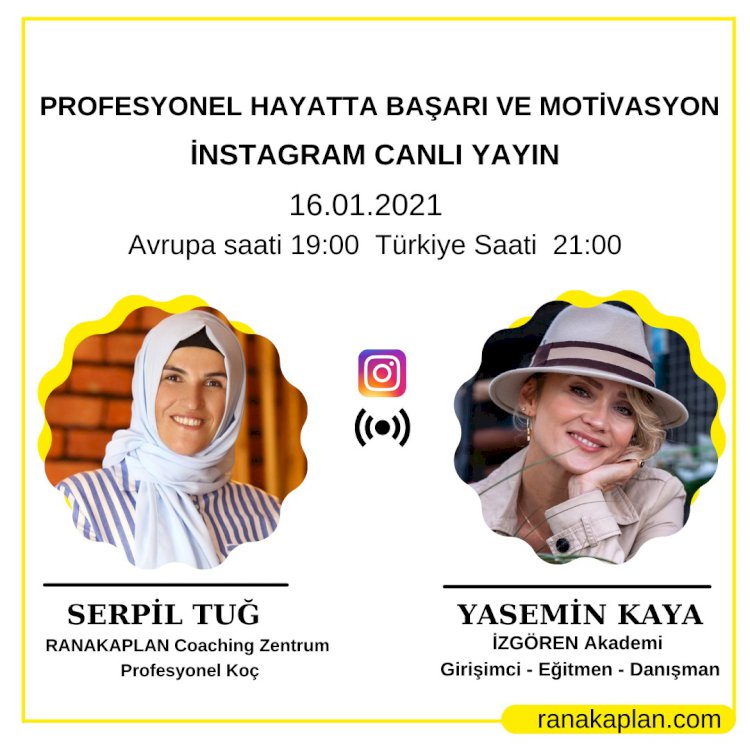 PROFESYONEL HAYATTA BAŞARI VE MOTİVASYON
İNSTAGRAM CANLI YAYIN
16.01.2021
Avrupa saati 19:00  Türkiye Saati  21:00
SERPİL TUĞ
RANAKAPLAN Coaching Zentrum
Profesyonel Koç
YASEMİN KAYA
İZGÖREN Akademi
Girişimci - Eğitmen - Danışman
ranakaplan.com